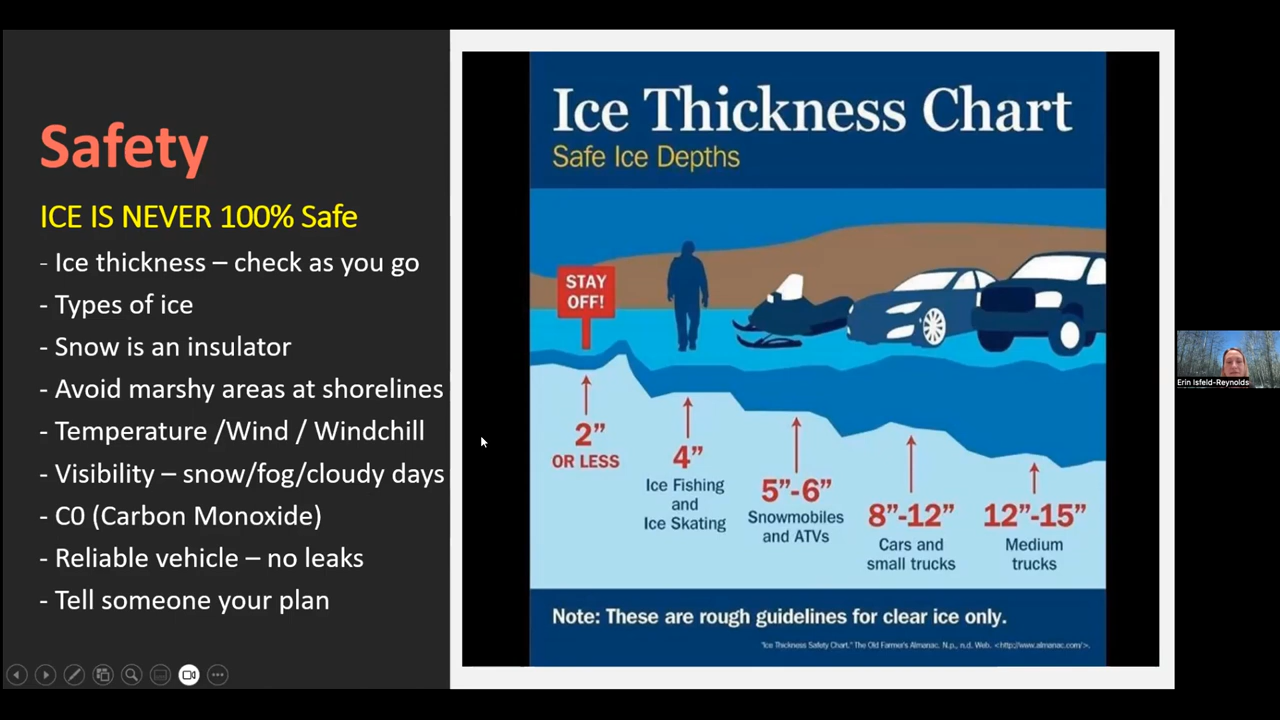 Safety
ICE IS NEVER 100% Safe
- Ice thickness – check as you go
- Types of ice
- Snow is an insulator
- Avoid marshy areas at shorelines
- Temperature /Wind / Windchill
- Visibility – snow/fog/cloudy days
- C0 (Carbon Monoxide)
- Reliable vehicle – no leaks
- Tell someone your plan
Ice Thickness Chart
Safe Ice Depths
STAY
OFF!
2”
OR LESS
4”
Ice Fishing
and
Ice Skating
5”-6”
Snowmobiles
and ATVs
8”-12”
Cars and
small trucks
12”-15”
Medium
trucks
Note: These are rough guidelines for clear ice only.
"Ice Thickness Safety Chart." The Old Farmer's Almanac. N.p., n.d. Web. <http://www.almanac.com/>.
Erin Isfeld-Reynolds